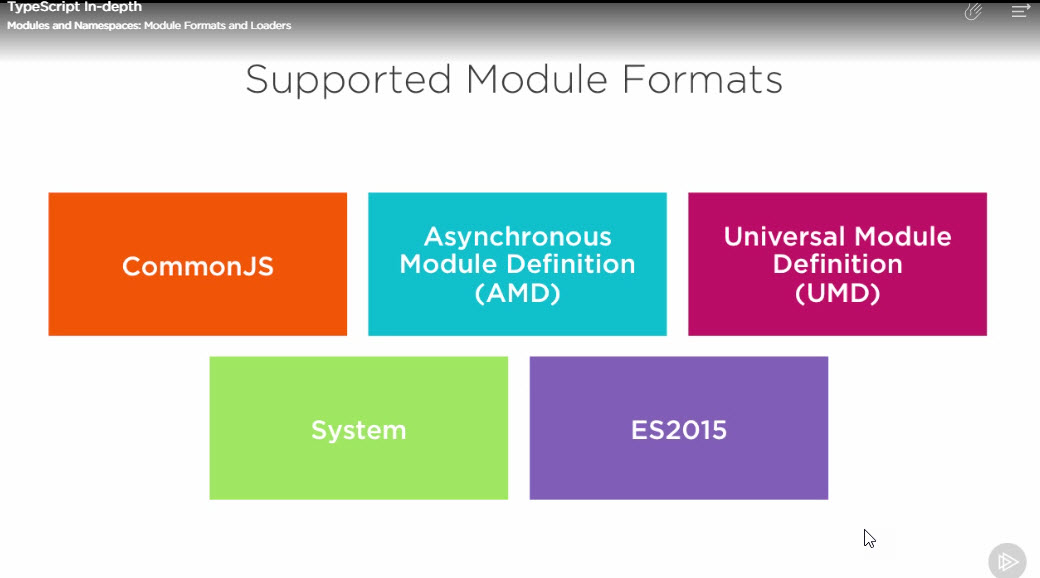 TypeScript In-depth
Modules and Namespaces: Module Formats and Loaders
Supported Module Formats
CommonJS
Asynchronous
Module Definition
(AMD)
Universal Module
Definition
(UMD)
System
ES2015